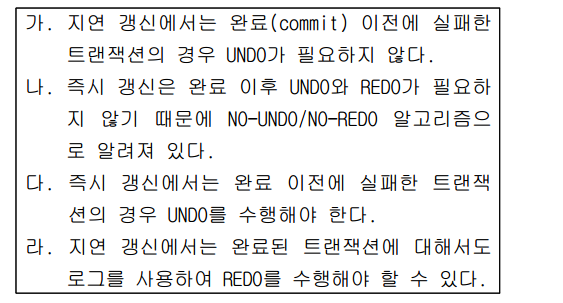 가. 지연 갱신에서는 완료(commit) 이전에 실패한
트랜잭션의 경우 UNDO가 필요하지 않다.
나. 즉시 갱신은 완료 이후 UNDO와 REDO가 필요하
지 않기 때문에 NO-UNDO/NO-REDO 알고리즘으
로 알려져 있다.
다. 즉시 갱신에서는 완료 이전에 실패한 트랜잭
션의 경우 UNDO를 수행해야 한다.
라. 지연 갱신에서는 완료된 트랜잭션에 대해서도
로그를 사용하여 REDO를 수행해야 할 수 있다.